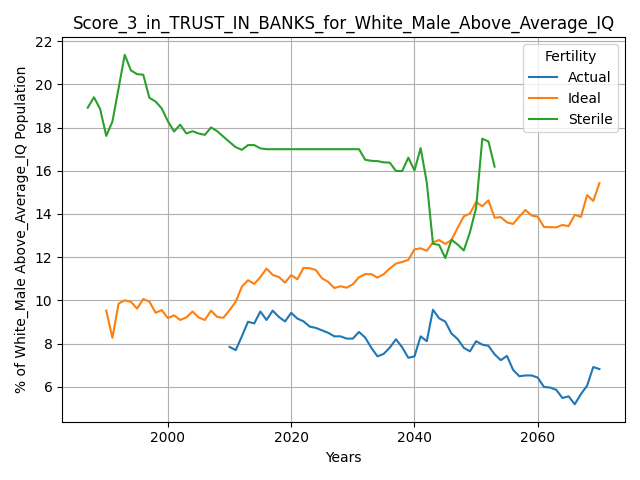 Score_3_in_TRUST_IN_BANKS_for_White_Male_Above_Average_IQ
% of White_Male Above_Average_IQ Population
22
20
18
16
14
12
10
8
6
Fertility
Actual
Ideal
Sterile
2000
2020
2040
2060
Years